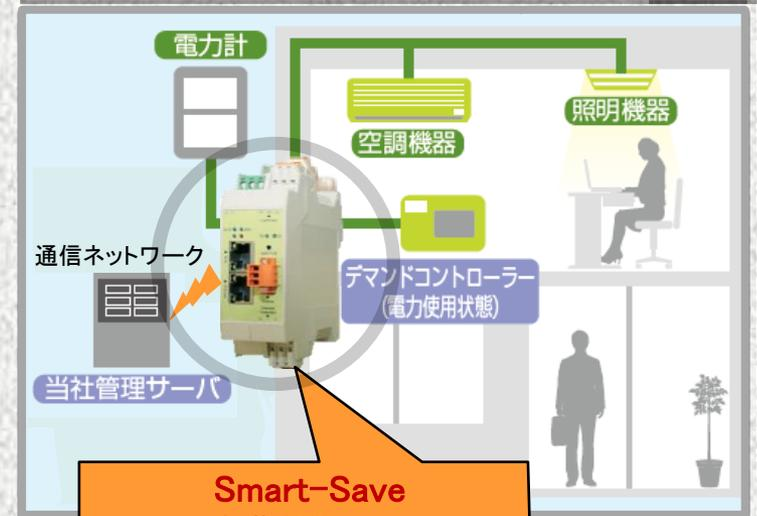 電力計
照明機器
空調機器
通信ネットワーク
デマンドコントローラー
(電力使用状態)
当社管理サーバ
Smart-Save